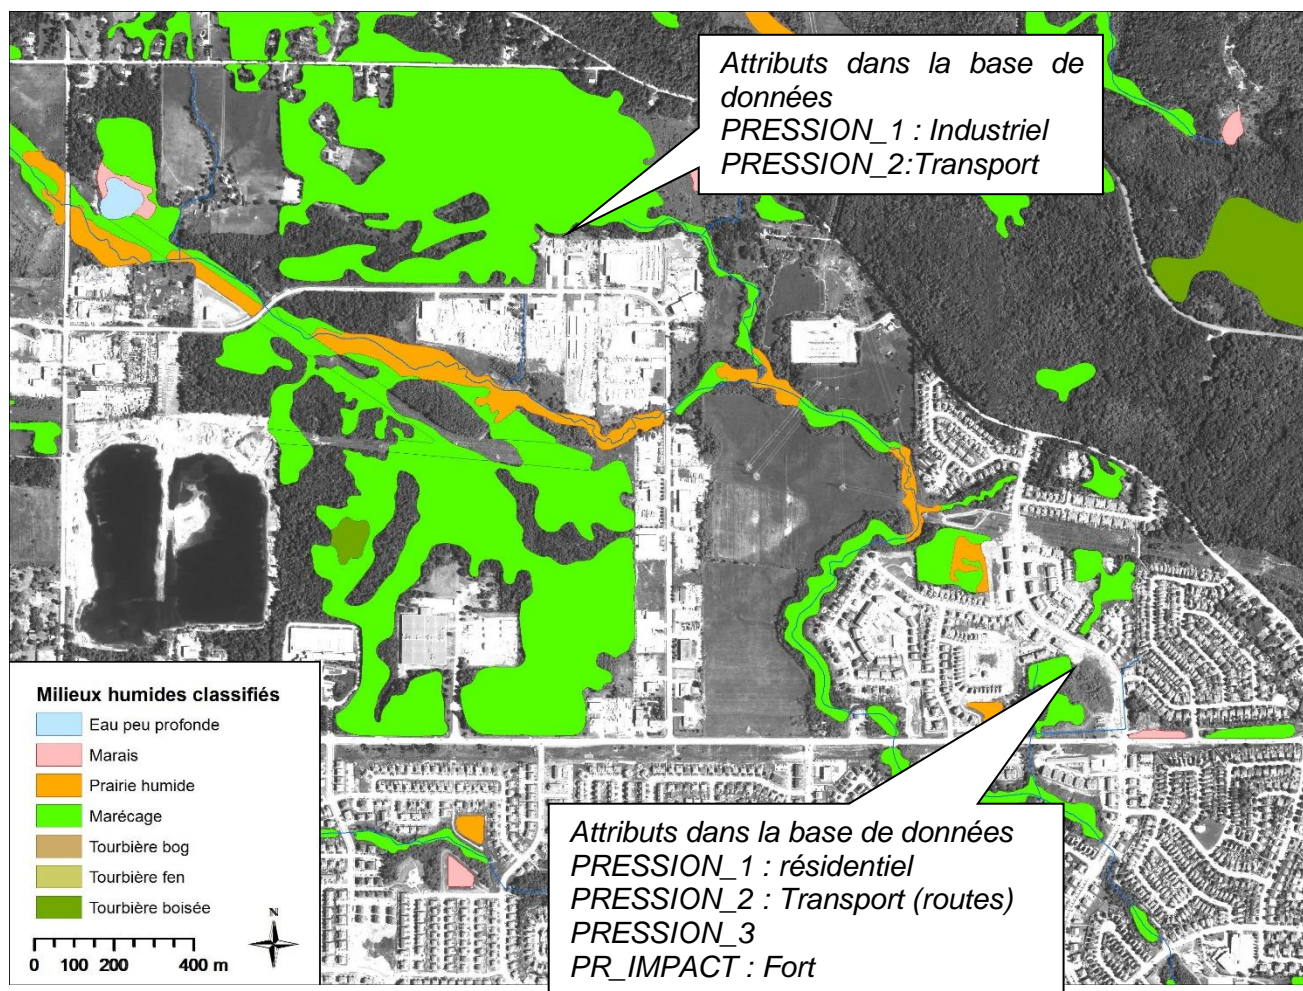 Attributs dans la base de
données
PRESSION_1 : Industriel
PRESSION_2:Transport
Milieux humides classifiés
Eau peu profonde
Marais
Prairie humide
Marécage
Tourbière bog
Tourbière fen
Tourbière boisée
N
0 100 200 400 m
Attributs dans la base de données
PRESSION_1 : résidentiel
PRESSION_2 : Transport (routes)
PRESSION_3
PR_IMPACT : Fort